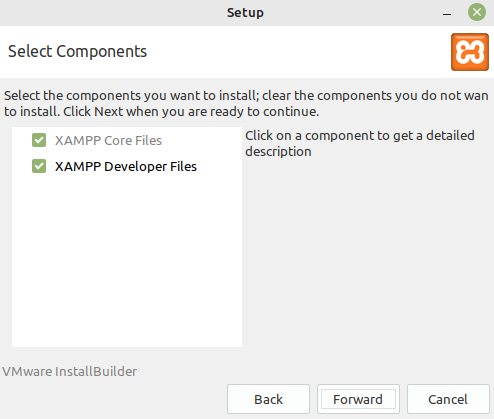 Setup
Select Components
Select the components you want to install; clear the components you do not wan
to install. Click Next when you are ready to continue.
XAMPP Core Files
XAMPP Developer Files
Click on a component to get a detailed
description
VMware InstallBuilder
Back
Forward
Cancel